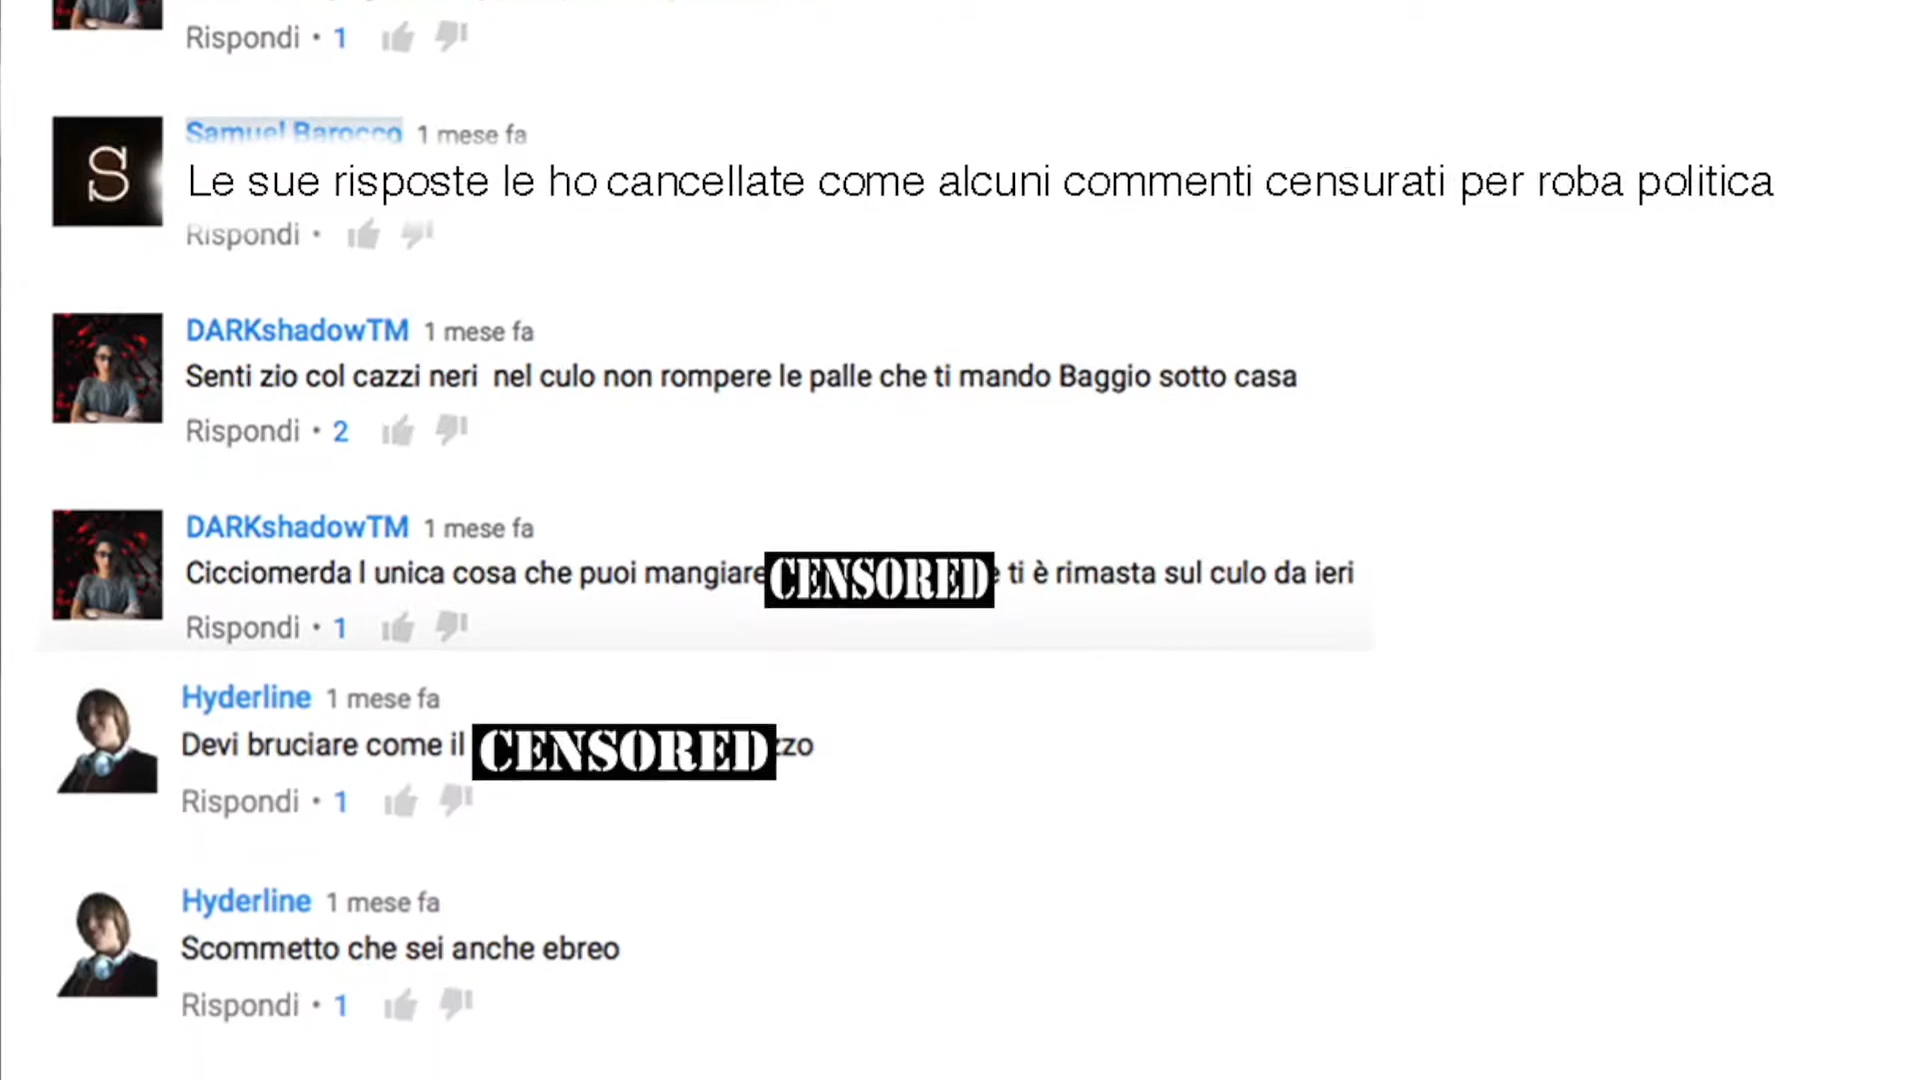 Rispondi • 1
Samuel Barocco 1 mese fa
S
Le sue risposte le ho cancellate come alcuni commenti censurati per roba politica
Rispondi •
DARKshadowTM 1 mese fa
Senti zio col cazzi neri nel culo non rompere le palle che ti mando Baggio sotto casa
Rispondi • 2
DARKshadowTM 1 mese fa
Cicciomerda l unica cosa che puoi mangiare CENSORED e ti è rimasta sul culo da ieri
Rispondi • 1
Hyderline 1 mese fa
Devi bruciare come il CENSORED zzo
Rispondi • 1
Hyderline 1 mese fa
Scommetto che sei anche ebreo
Rispondi • 1